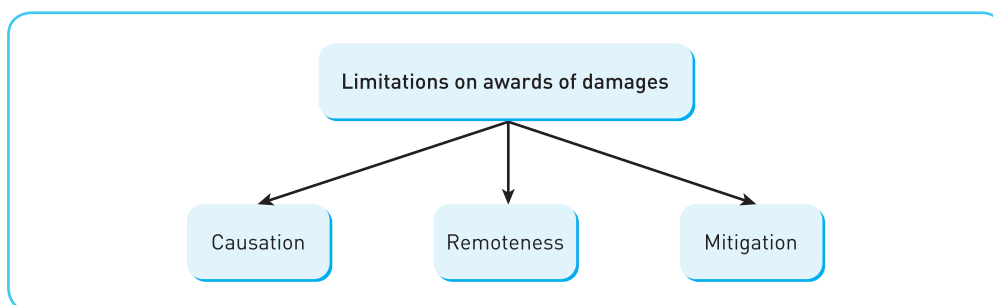 Limitations on awards of damages
Causation
Remoteness
Mitigation